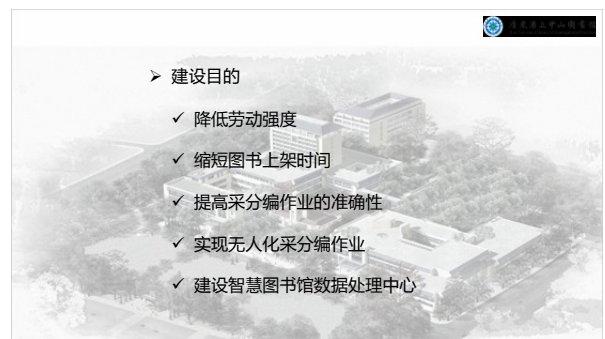 ➢ 建设目的
✓ 降低劳动强度
✓ 缩短图书上架时间
✓ 提高采分编作业的准确性
✓ 实现无人化采分编作业
✓ 建设智慧图书馆数据处理中心